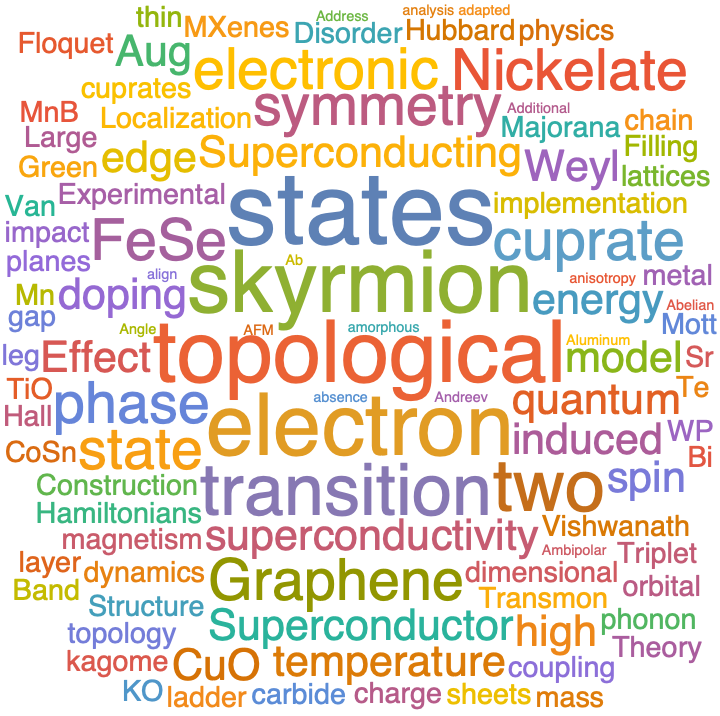 thin MXenes Address analysis adapted
Floquet Aug Disorder Hubbard physics
cuprates electronic Nickelate
MnB Localization symmetry Additional
Large Majorana chain
Green edge Superconducting Weyl Filling
lattices
Van Experimental states implementation
impact FeSe cuprate
planes align Ab anisotropy metal
Mn doping skyrmion energy Abelian
gap Angle AFM amorphous Mott
leg Effect topological Aluminum model Sr
TiO phase absence Andreev quantum Te
Hall electron
CoSn state induced WP
Bi
Construction transition two spin
Hamiltonians
magnetism superconductivity Vishwanath
layer Ambipolar Triplet
Band dynamics Graphene dimensional orbital
Structure Transmon
topology Superconductor high phonon
kagome CuO temperature coupling Theory
KO ladder carbide charge sheets mass